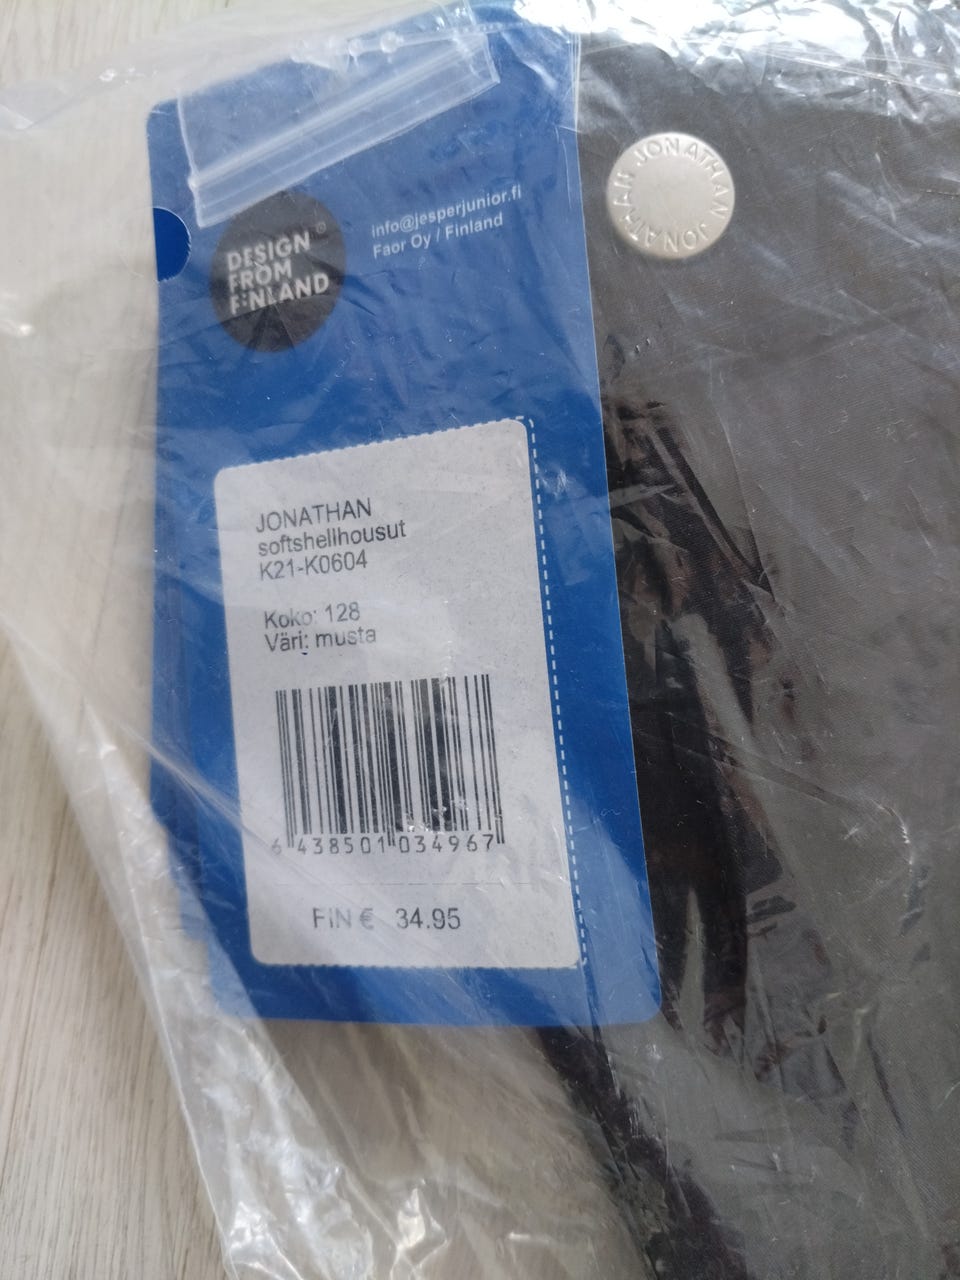 DESIGN ®
FROM
FINLAND
info@jesperjunior.fi
Faor Oy / Finland
JONATHAN JONATHAN
JONATHAN
softshellhousut
K21-K0604
Koko: 128
Väri: musta
6 438501 034967
FIN € 34.95